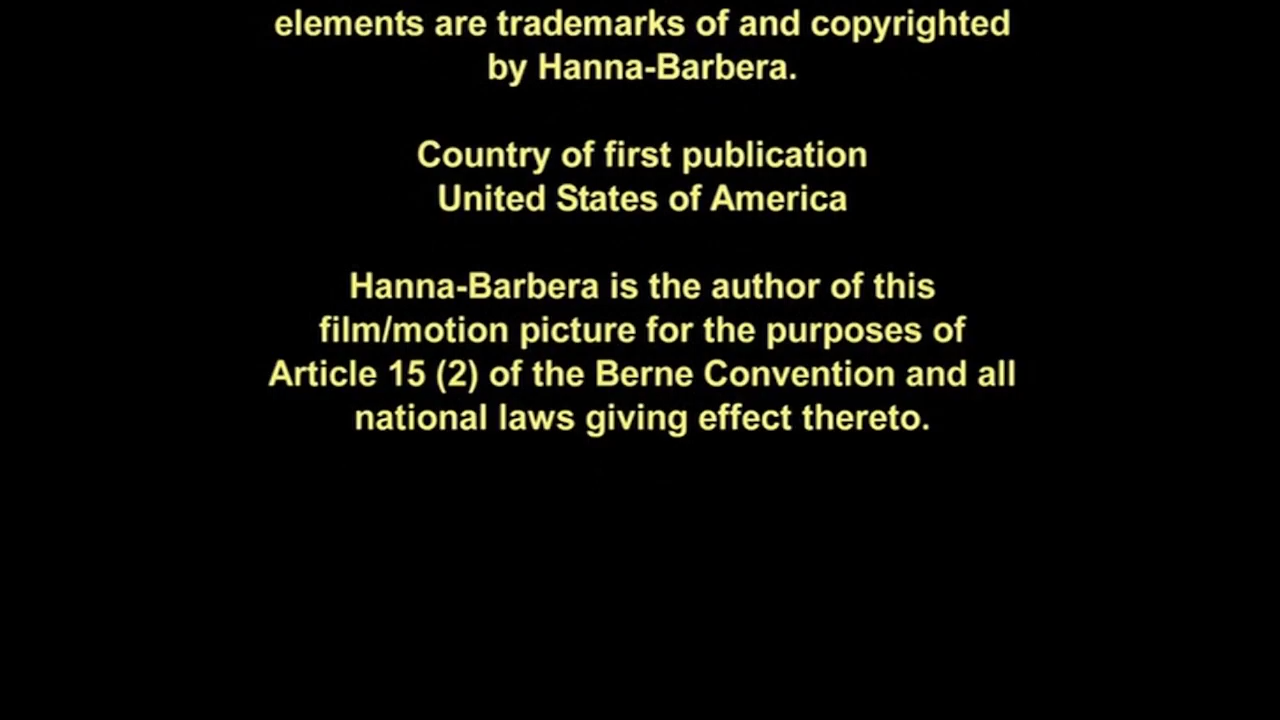 elements are trademarks of and copyrighted
by Hanna-Barbera.
Country of first publication
United States of America
Hanna-Barbera is the author of this
film/motion picture for the purposes of
Article 15 (2) of the Berne Convention and all
national laws giving effect thereto.